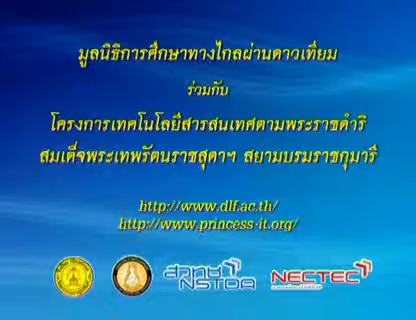 มูลนิธิการศึกษาทางไกลผ่านดาวเทียม
ร่วมกับ
โครงการเทคโนโลยีสารสนเทศตามพระราชดำริ
สมเด็จพระเทพรัตนราชสุดาฯ สยามบรมราชกุมารี
http://www.dlf.ac.th/
http://www.princess-it.org/
สวทช
NSTDA
NECTEC